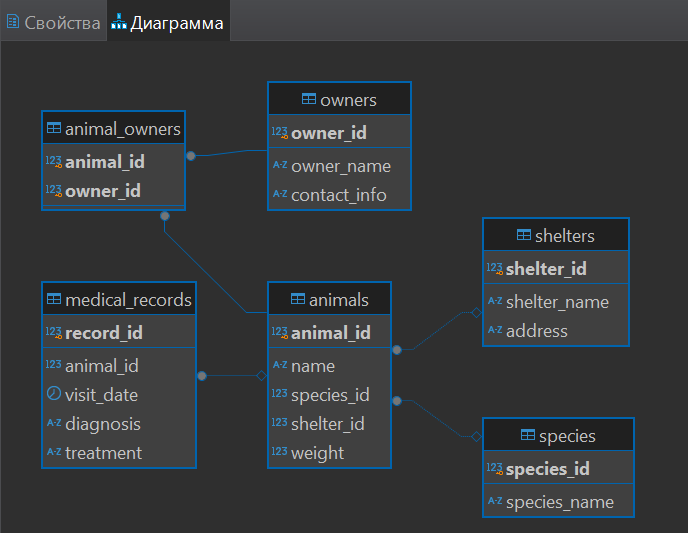 Свойства
Диаграмма
animal_owners
animal_id
owner_id
owners
owner_id
owner_name
contact_info
shelters
shelter_id
shelter_name
address
medical_records
record_id
animal_id
visit_date
diagnosis
treatment
animals
animal_id
name
species_id
shelter_id
weight
species
species_id
species_name